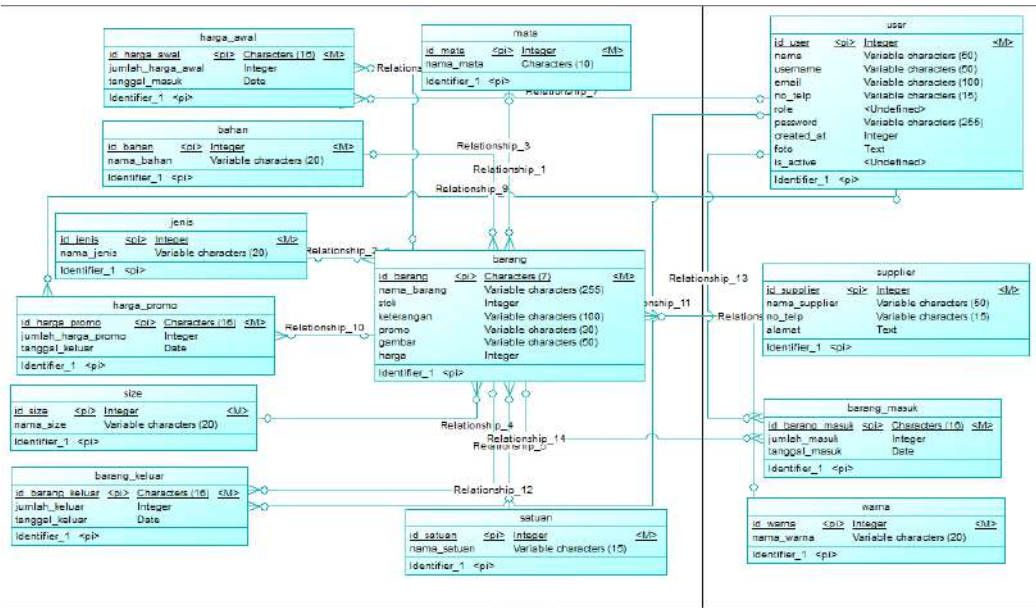 harga_awal
id_harga_awal <pi> Characters (16) <M>
jumlah_harga_awal Integer
tanggal_masuk Date
Identifier_1 <pi>
mata
id_mata <pi> Integer <M>
nama_mata Characters (10)
Identifier_1 <pi>
user
id_user <pi> Integer <M>
nama Variable characters (50)
username Variable characters (50)
email Variable characters (100)
no_telp Variable characters (15)
role <Undefined>
password Variable characters (255)
created_at Integer
foto Text
is_active <Undefined>
Identifier_1 <pi>
bahan
id_bahan <pi> Integer <M>
nama_bahan Variable characters (20)
Identifier_1 <pi>
Relationship_3
Relationship_1
Relationship_9
jenis
id_jenis <pi> Integer <M>
nama_jenis Variable characters (20)
Identifier_1 <pi>
barang
id_barang <pi> Characters (7) <M>
nama_barang Variable characters (255)
stok Integer
keterangan Variable characters (100)
promo Variable characters (30)
gambar Variable characters (50)
harga Integer
Identifier_1 <pi>
Relationship_13
supplier
id_supplier <pi> Integer <M>
nama_supplier Variable characters (50)
no_telp Variable characters (15)
alamat Text
Identifier_1 <pi>
harga_promo
id_harga_promo <pi> Characters (16) <M>
jumlah_harga_promo Integer
tanggal_keluar Date
Identifier_1 <pi>
Relationship_10
size
id_size <pi> Integer <M>
nama_size Variable characters (20)
Identifier_1 <pi>
Relationship_4
Relationship_14
barang_masuk
id_barang_masuk <pi> Characters (16) <M>
jumlah_masuk Integer
tanggal_masuk Date
Identifier_1 <pi>
barang_keluar
id_barang_keluar <pi> Characters (16) <M>
jumlah_keluar Integer
tanggal_keluar Date
Identifier_1 <pi>
Relationship_12
satuan
id_satuan <pi> Integer <M>
nama_satuan Variable characters (15)
Identifier_1 <pi>
warna
id_warna <pi> Integer <M>
nama_warna Variable characters (20)
Identifier_1 <pi>